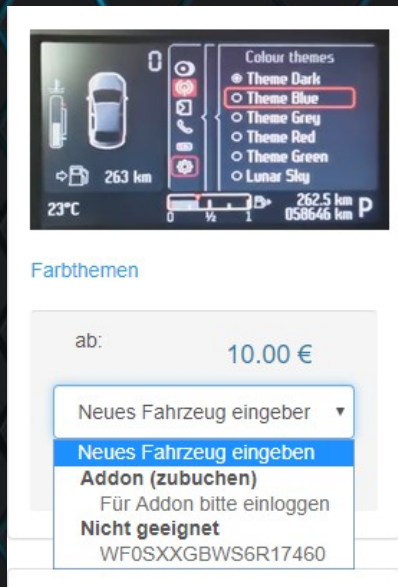 0
Colour themes
Theme Dark
Theme Blue
Theme Grey
Theme Red
Theme Green
Lunar Sky
263 km
23°C
0 ½ 1
262.5 km
058646 km
P
Farbthemen
ab:
10.00 €
Neues Fahrzeug eingeber
Neues Fahrzeug eingeben
Addon (zubuchen)
Für Addon bitte einloggen
Nicht geeignet
WF0SXXGBWS6R17460